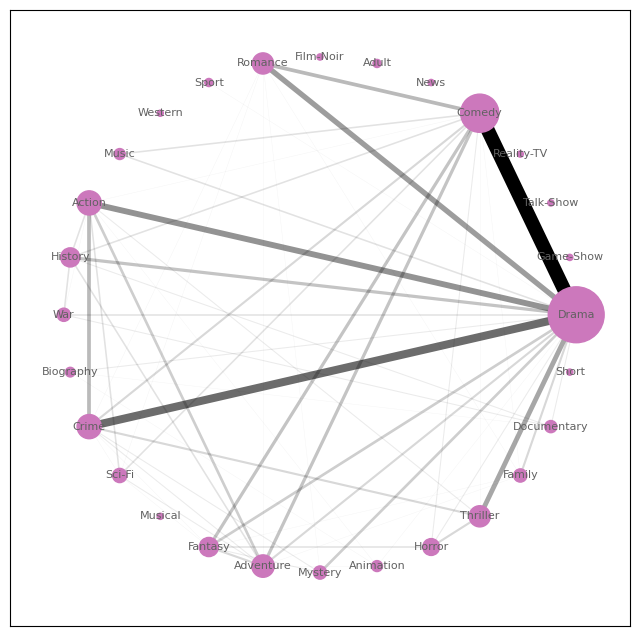 Film-Noir
Romance
Adult
Sport
News
Western
Comedy
Music
Reality-TV
Action
Talk-Show
History
Game-Show
War
Drama
Biography
Short
Crime
Documentary
Sci-Fi
Family
Musical
Thriller
Fantasy
Horror
Adventure
Animation
Mystery